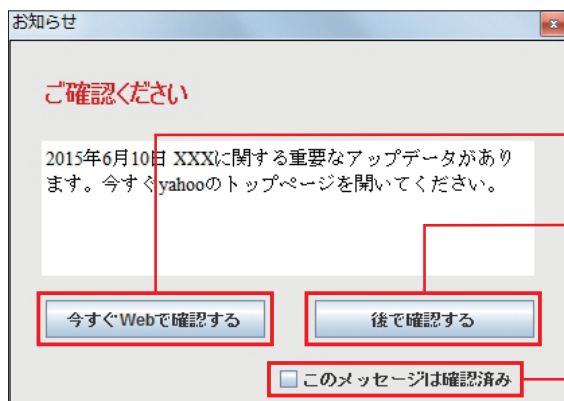 お知らせ
ご確認ください
2015年6月10日 XXXに関する重要なアップデータがあり
ます。今すぐyahooのトップページを開いてください。
今すぐWebで確認する
後で確認する
このメッセージは確認済み